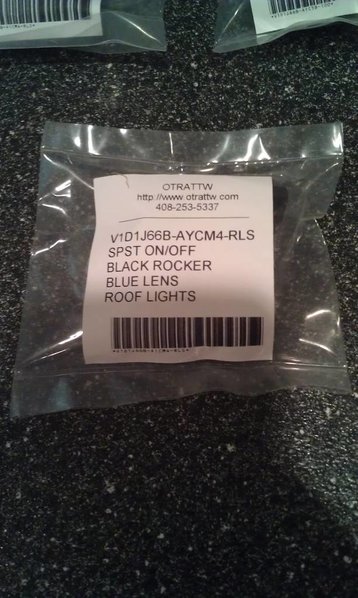 OTRATTW
http://www.otrattw.com
408-253-5337
V1D1J66B-AYCM4-RLS
SPST ON/OFF
BLACK ROCKER
BLUE LENS
ROOF LIGHTS